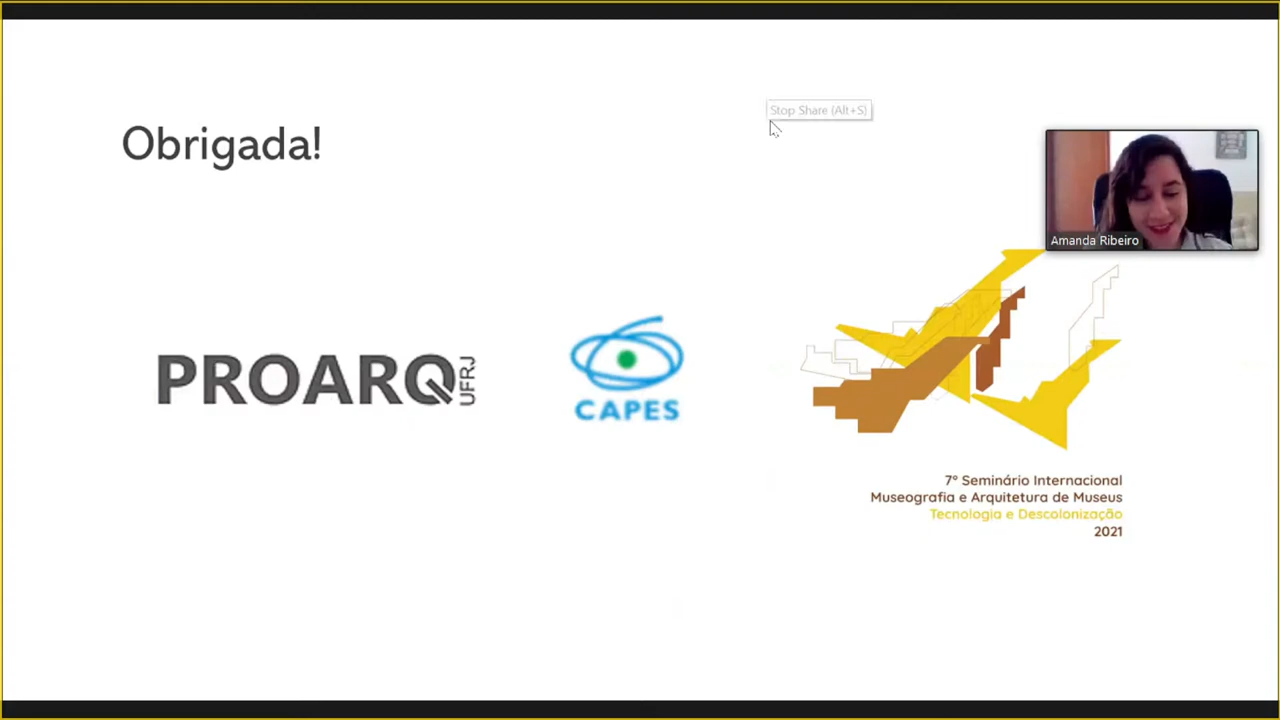 Stop Share (Alt+S)
Obrigada!
Amanda Ribeiro
PROARQ
UFRJ
CAPES
7º Seminário Internacional
Museografia e Arquitetura de Museus
Tecnologia e Descolonização
2021